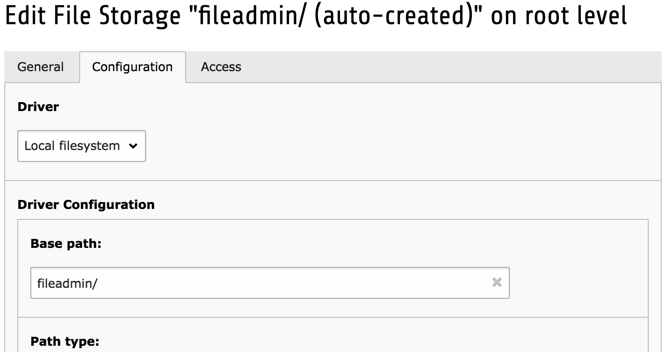 Edit File Storage "fileadmin/ (auto-created)" on root level
General Configuration Access
Driver
Local filesystem
Driver Configuration
Base path:
fileadmin/
Path type: